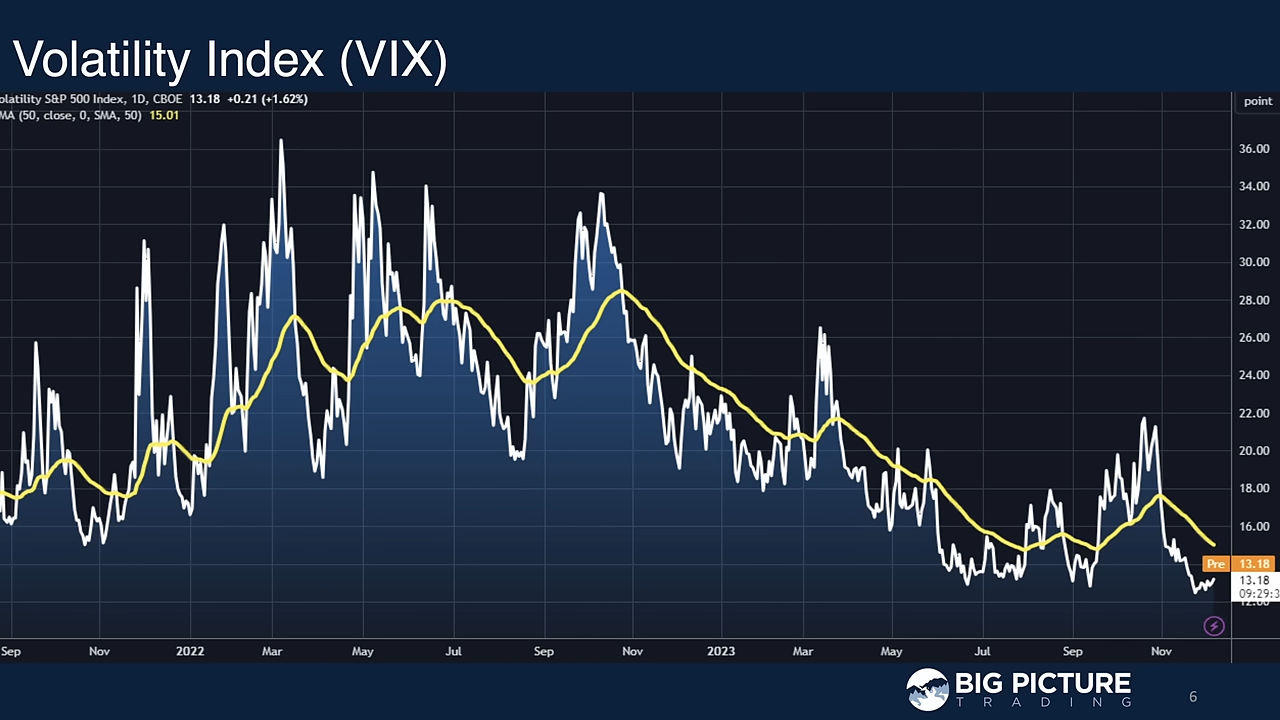 Volatility Index (VIX)
olatility S&P 500 Index, 1D, CBOE 13.18 +0.21 (+1.62%)
MA (50, close, 0, SMA, 50) 15.01
point
36.00
34.00
32.00
30.00
28.00
26.00
24.00
22.00
20.00
18.00
16.00
Pre 13.18
13.18
09:29:3
12.00
Sep Nov 2022 Mar May Jul Sep Nov 2023 Mar May Jul Sep Nov
BIG PICTURE
TRADING
6